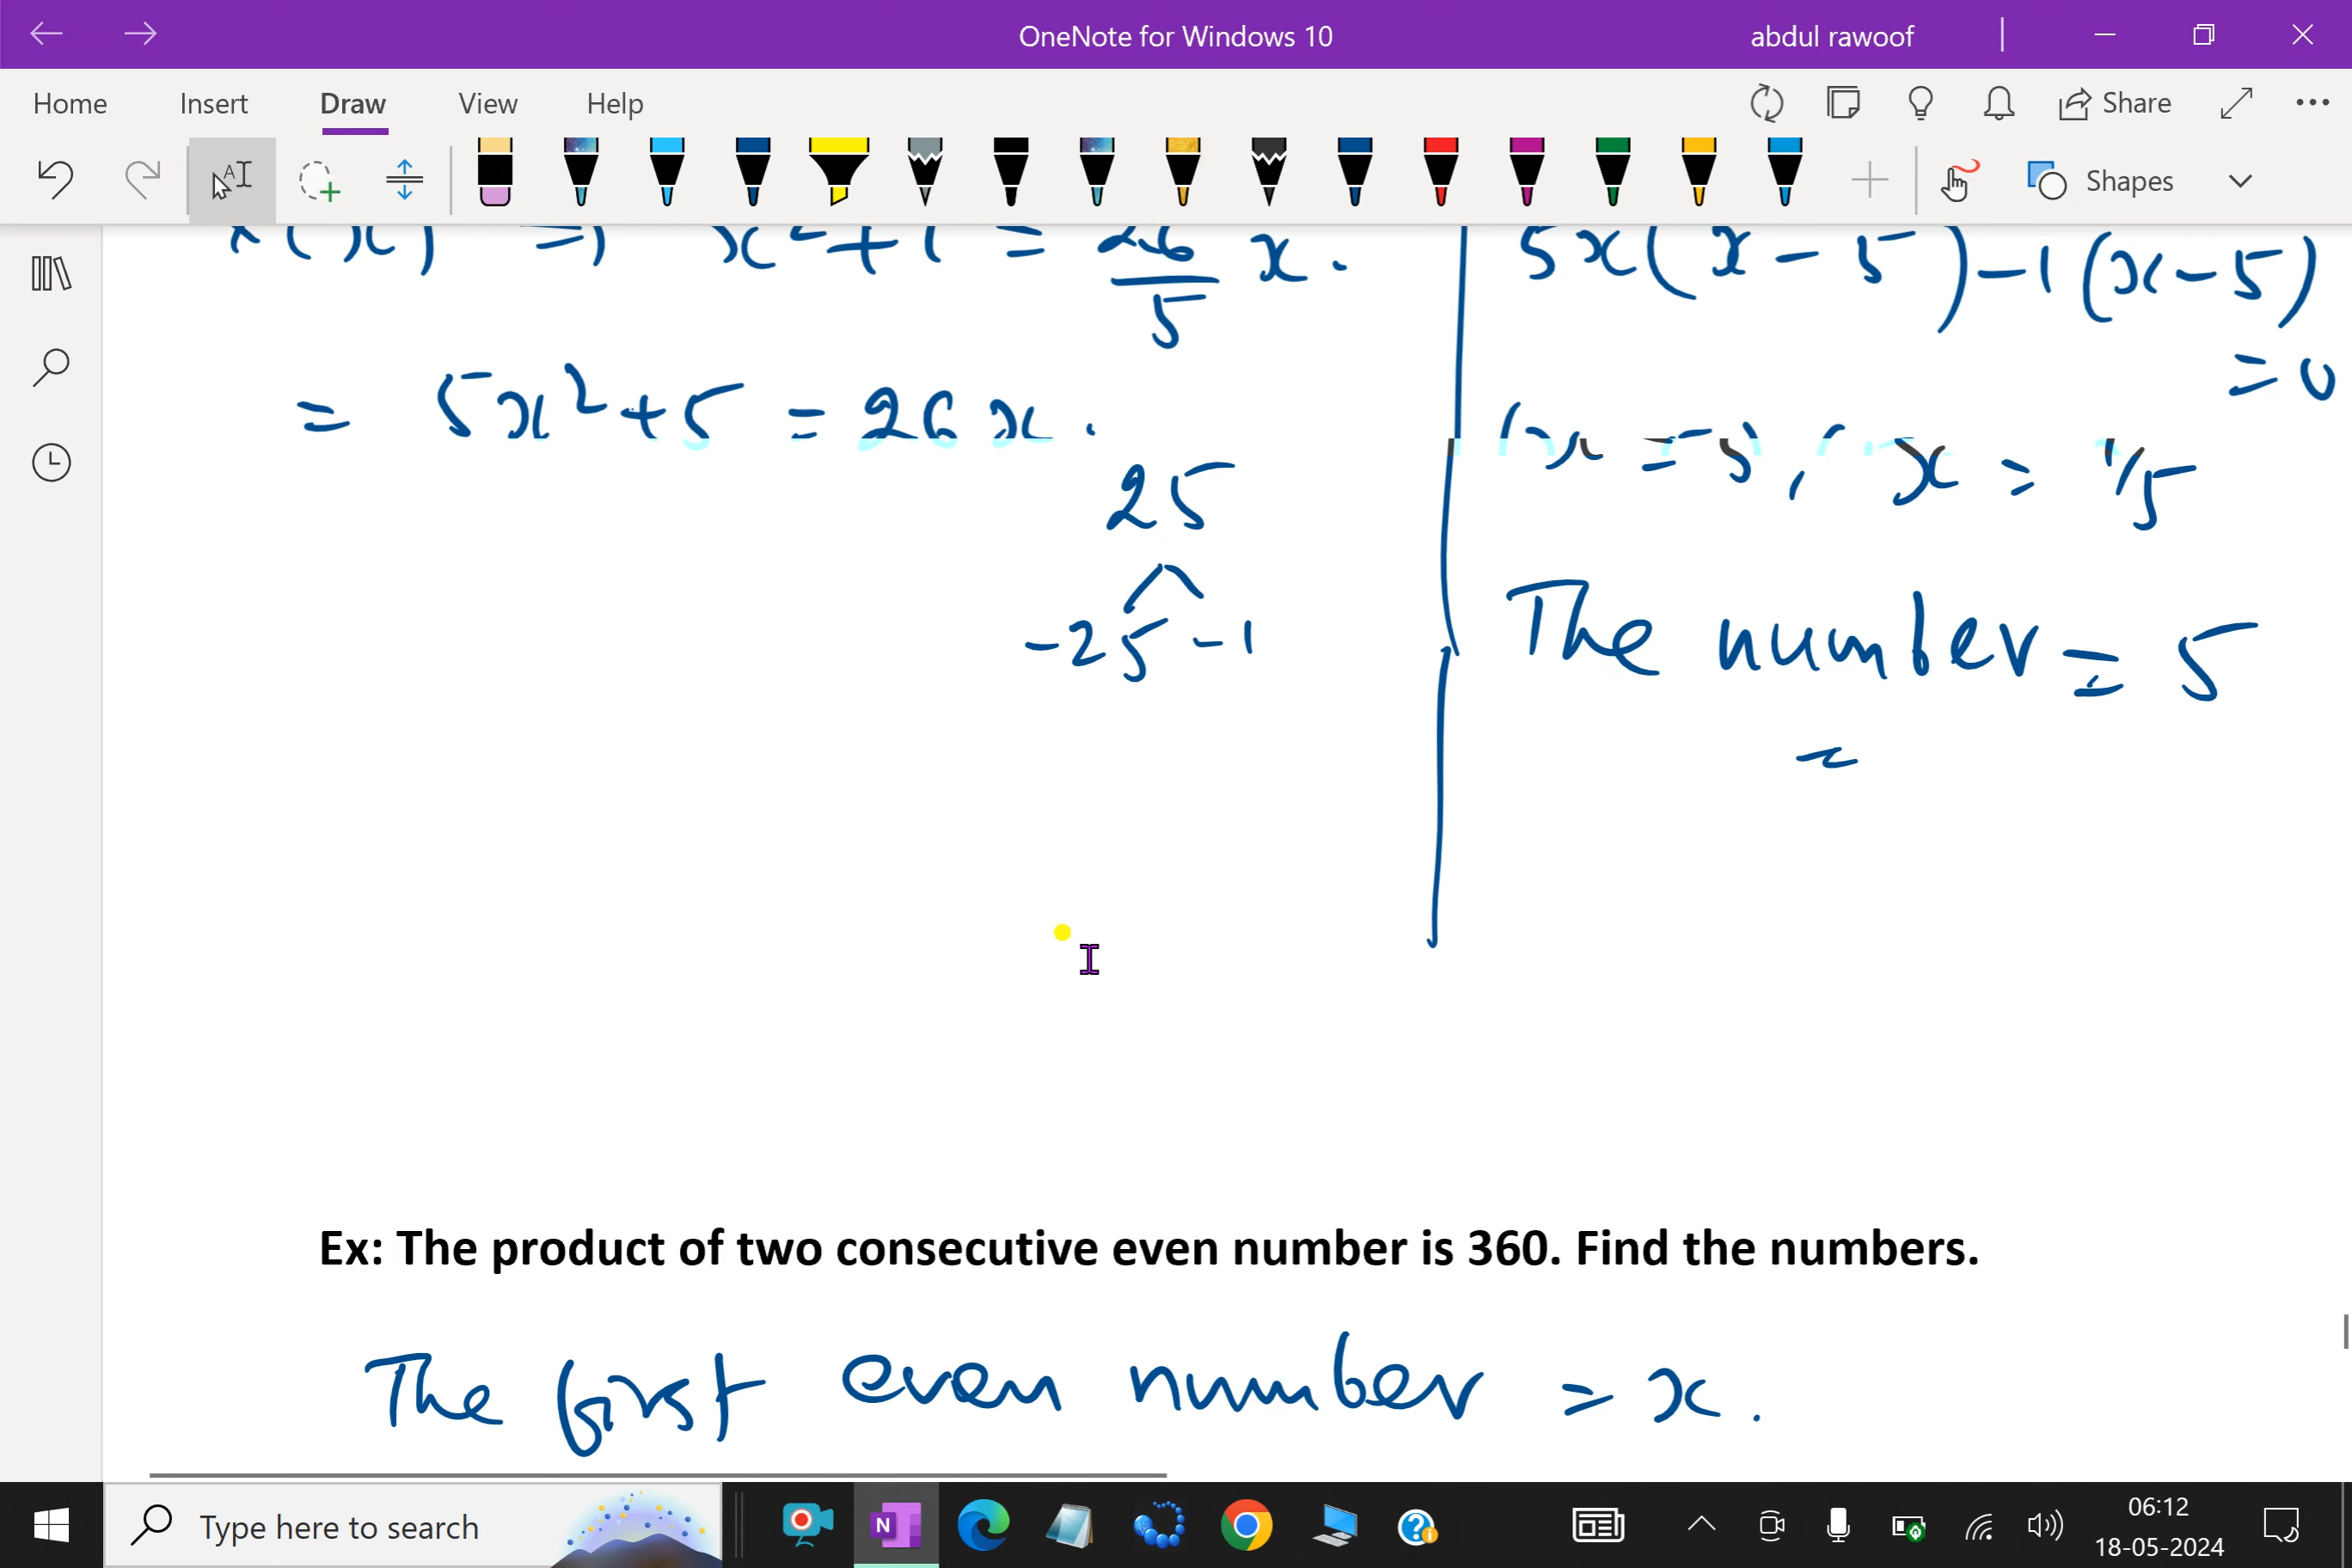 OneNote for Windows 10
abdul rawoof
Home Insert Draw View Help
Share
Shapes
x² + 1 = 26/5 x.
= 5x² + 5 = 26x.
25
-25 -1
5x(x - 5) - 1(x - 5)
= 0
x = 5, x = 1/5
The number = 5
Ex: The product of two consecutive even number is 360. Find the numbers.
The first even number = x.
Type here to search
06:12
18-05-2024